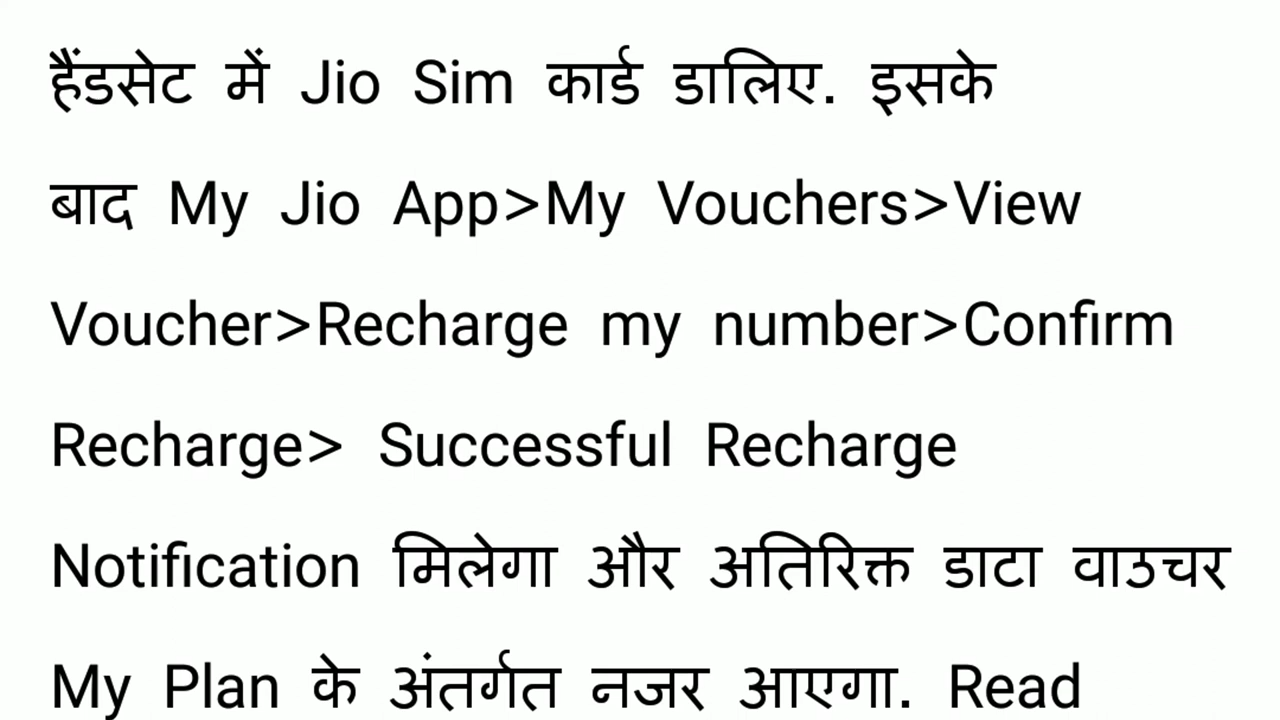 हैंडसेट में Jio Sim कार्ड डालिए. इसके
बाद My Jio App>My Vouchers>View
Voucher>Recharge my number>Confirm
Recharge> Successful Recharge
Notification मिलेगा और अतिरिक्त डाटा वाउचर
My Plan के अंतर्गत नजर आएगा. Read